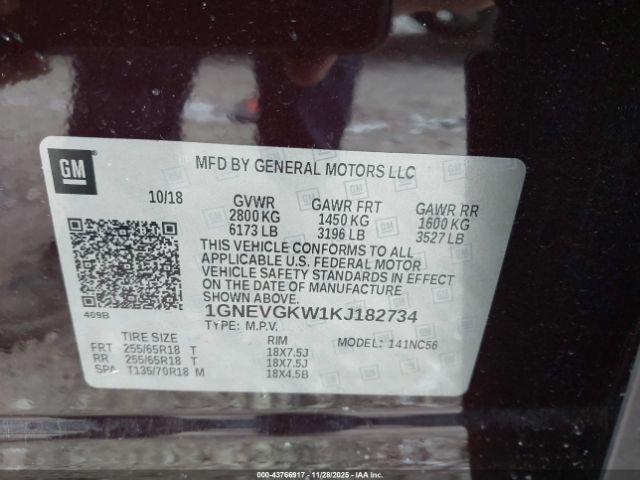 GM
MFD BY GENERAL MOTORS LLC
10/18 GVWR GAWR FRT GAWR RR
2800 KG 1450 KG 1600 KG
6173 LB 3196 LB 3527 LB
THIS VEHICLE CONFORMS TO ALL
APPLICABLE U.S. FEDERAL MOTOR
VEHICLE SAFETY STANDARDS IN EFFECT
ON THE DATE OF MANUFACTURE
SHOWN ABOVE.
409B
1GNEVGKW1KJ182734
TYPE: M.P.V.
TIRE SIZE RIM MODEL: 141NC56
FRT 255/65R18 T 18X7.5J
RR 255/65R18 T 18X7.5J
SPA T135/70R18 M 18X4.5B
000-43766917 | 11/28/2025 | IAA, Inc.